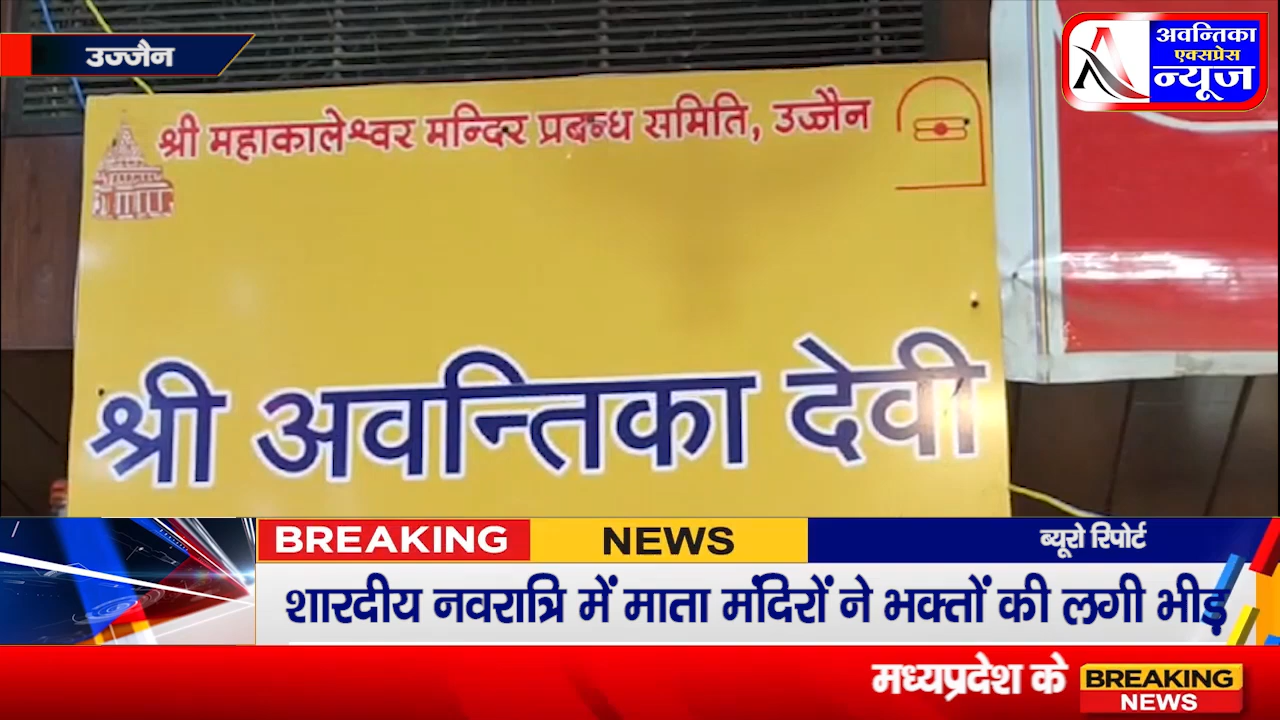 उज्जैन
अवन्तिका
एक्सप्रेस
न्यूज
श्री महाकालेश्वर मन्दिर प्रबन्ध समिति, उज्जैन
श्री अवन्तिका देवी
BREAKING NEWS
ब्यूरो रिपोर्ट
शारदीय नवरात्रि में माता मंदिरों ने भक्तों की लगी भीड़
मध्यप्रदेश के BREAKING
NEWS